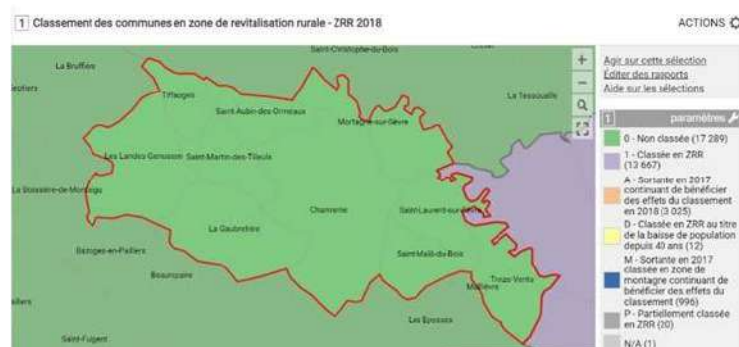 1 Classement des communes en zone de revitalisation rurale - ZRR 2018
ACTIONS
Saint-Christophe-du-Bois
La Bruffière
La Tessoualle
Tiffauges
Saint-Aubin-des-Ormeaux
Mortagne-sur-Sèvre
Les Landes-Genusson
Saint-Martin-des-Tilleuls
La Boissière-de-Montaigu
Chanverrie
Saint-Laurent-sur-Sèvre
La Gaubretière
Bazoges-en-Paillers
Saint-Malô-du-Bois
Beaurepaire
Treize-Vents
Mallièvre
Les Epesses
Saint-Fulgent
Agir sur cette sélection
Éditer des rapports
Aide sur les sélections
1 paramètres
0 - Non classée (17 289)
1 - Classée en ZRR
(13 667)
A - Sortante en 2017
continuant de bénéficier
des effets du classement
en 2018 (3 025)
D - Classée en ZRR au titre
de la baisse de population
depuis 40 ans (12)
M - Sortante en 2017
classée en zone de
montagne continuant de
bénéficier des effets du
classement (996)
P - Partiellement classée
en ZRR (20)
N/A (1)